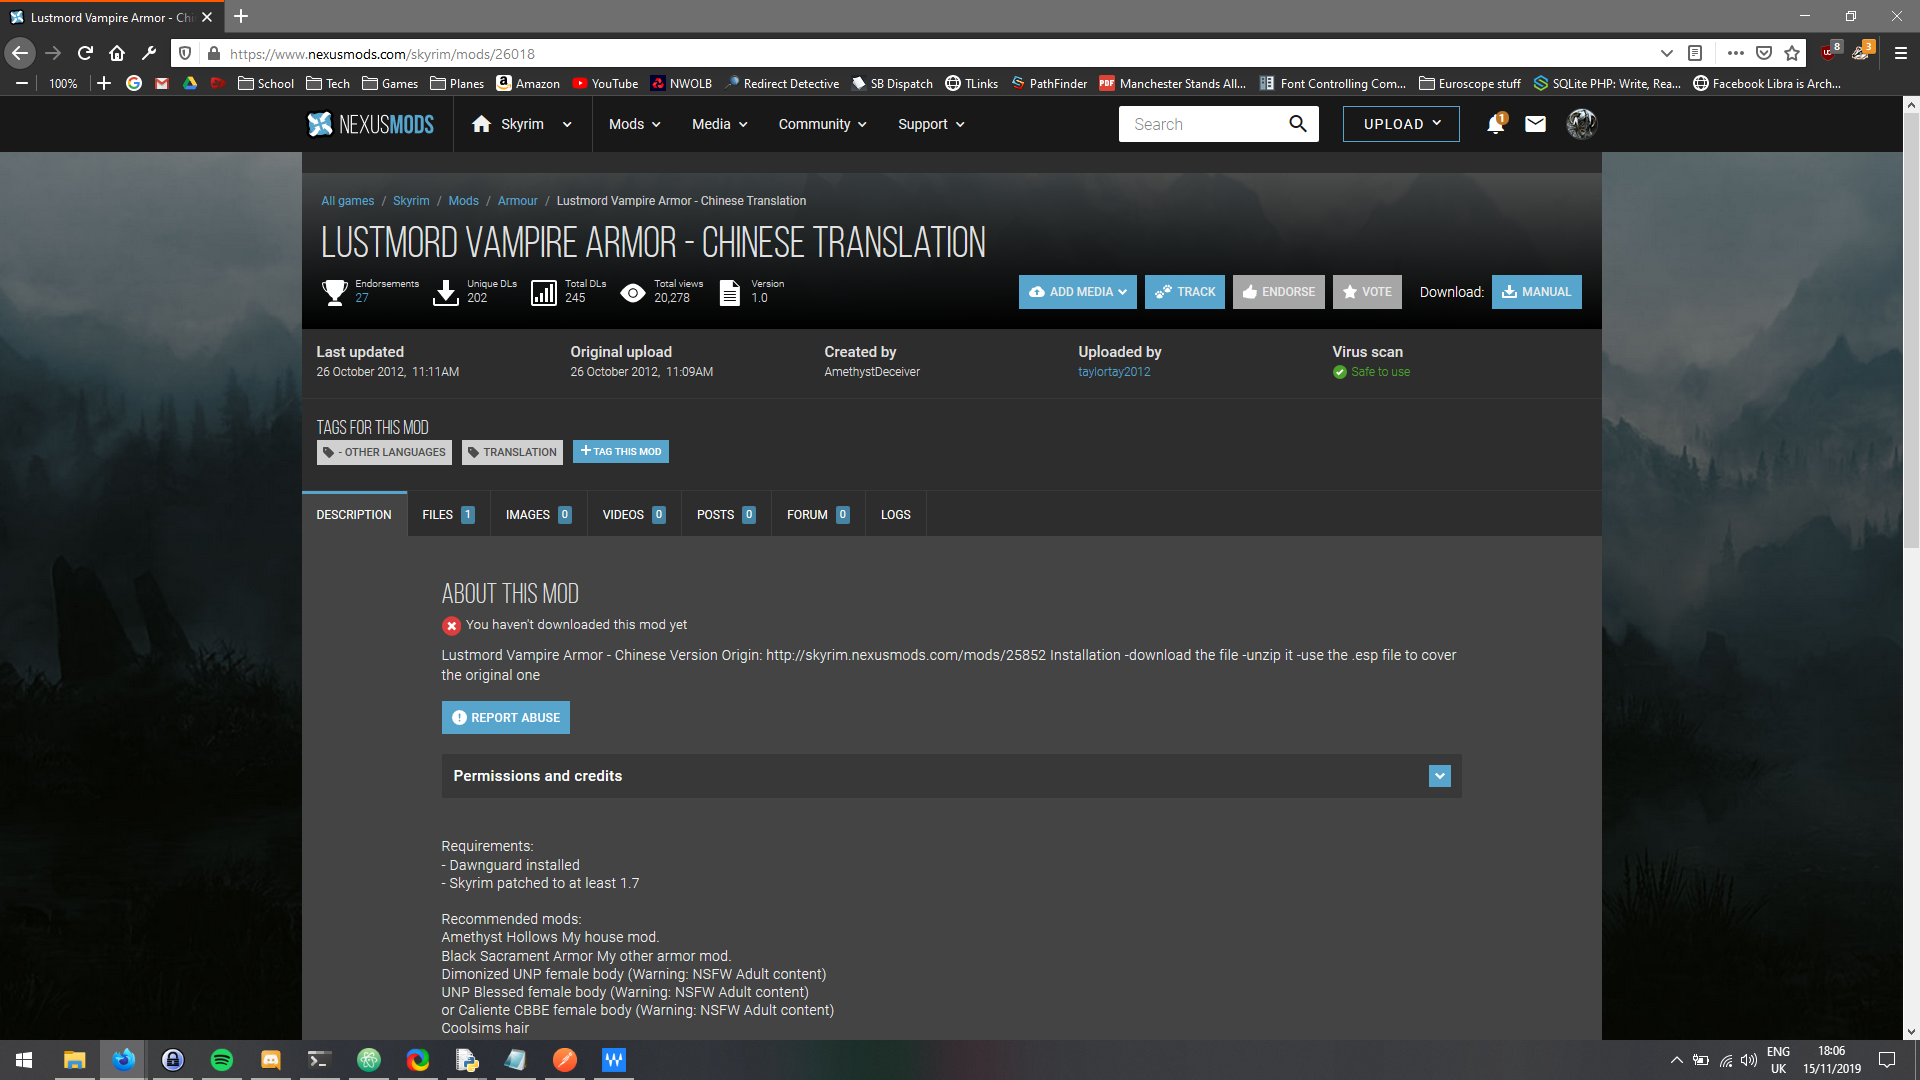 Lustmord Vampire Armor - Chi
https://www.nexusmods.com/skyrim/mods/26018
8
3
100%
School
Tech
Games
Planes
Amazon
YouTube
NWOLB
Redirect Detective
SB Dispatch
TLinks
PathFinder
PDF
Manchester Stands All...
Font Controlling Com...
Euroscope stuff
SQLite PHP: Write, Rea...
Facebook Libra is Arch...
NEXUSMODS
Skyrim
Mods
Media
Community
Support
Search
UPLOAD
1
All games / Skyrim / Mods / Armour / Lustmord Vampire Armor - Chinese Translation
LUSTMORD VAMPIRE ARMOR - CHINESE TRANSLATION
Endorsements
27
Unique DLs
202
Total DLs
245
Total views
20,278
Version
1.0
ADD MEDIA
TRACK
ENDORSE
VOTE
Download:
MANUAL
Last updated
26 October 2012, 11:11AM
Original upload
26 October 2012, 11:09AM
Created by
AmethystDeceiver
Uploaded by
taylortay2012
Virus scan
Safe to use
TAGS FOR THIS MOD
- OTHER LANGUAGES
TRANSLATION
+TAG THIS MOD
DESCRIPTION
FILES 1
IMAGES 0
VIDEOS 0
POSTS 0
FORUM 0
LOGS
ABOUT THIS MOD
You haven't downloaded this mod yet
Lustmord Vampire Armor - Chinese Version Origin: http://skyrim.nexusmods.com/mods/25852 Installation -download the file -unzip it -use the .esp file to cover
the original one
REPORT ABUSE
Permissions and credits
Requirements:
- Dawnguard installed
- Skyrim patched to at least 1.7
Recommended mods:
Amethyst Hollows My house mod.
Black Sacrament Armor My other armor mod.
Dimonized UNP female body (Warning: NSFW Adult content)
UNP Blessed female body (Warning: NSFW Adult content)
or Caliente CBBE female body (Warning: NSFW Adult content)
Coolsims hair
ENG
UK
18:06
15/11/2019